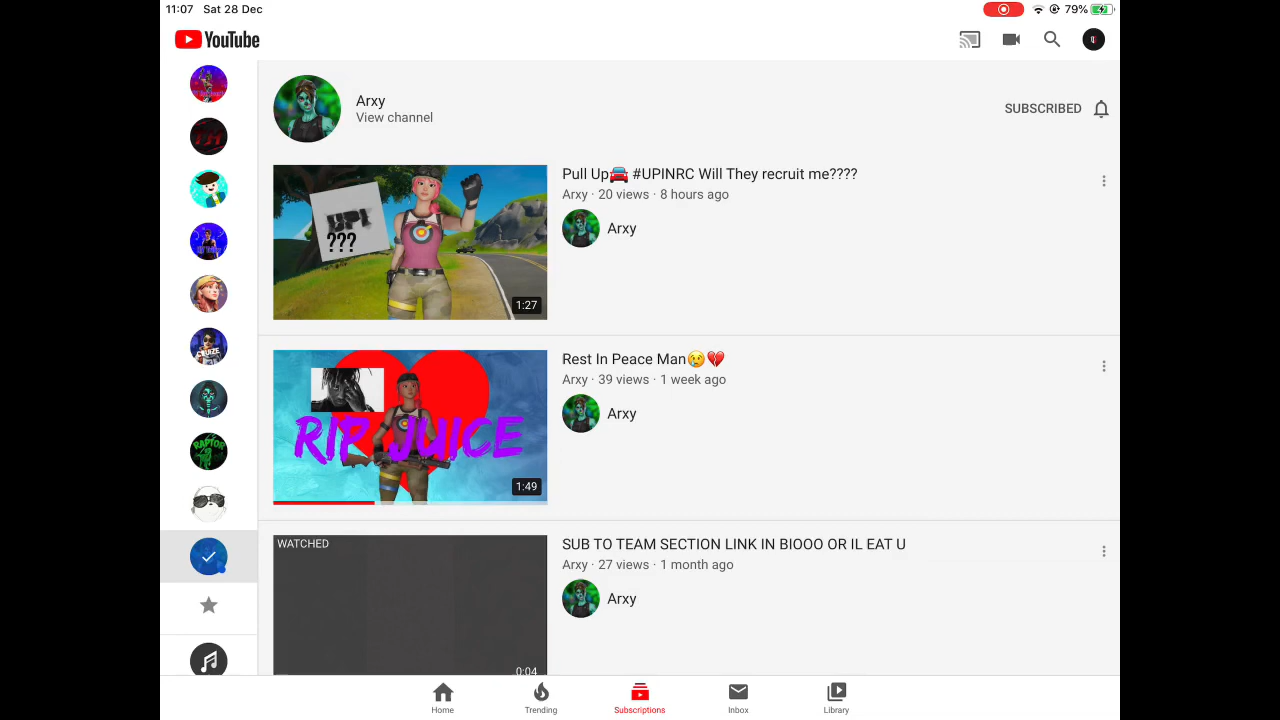 11:07 Sat 28 Dec
79%
YouTube
Arxy
View channel
SUBSCRIBED
UP!
???
1:27
Pull Up🚘 #UPINRC Will They recruit me????
Arxy · 20 views · 8 hours ago
Arxy
CRUIZE
RAPTOR
RIP JUICE
1:49
Rest In Peace Man😢💔
Arxy · 39 views · 1 week ago
Arxy
WATCHED
0:04
SUB TO TEAM SECTION LINK IN BIOOO OR IL EAT U
Arxy · 27 views · 1 month ago
Arxy
Home
Trending
Subscriptions
Inbox
Library